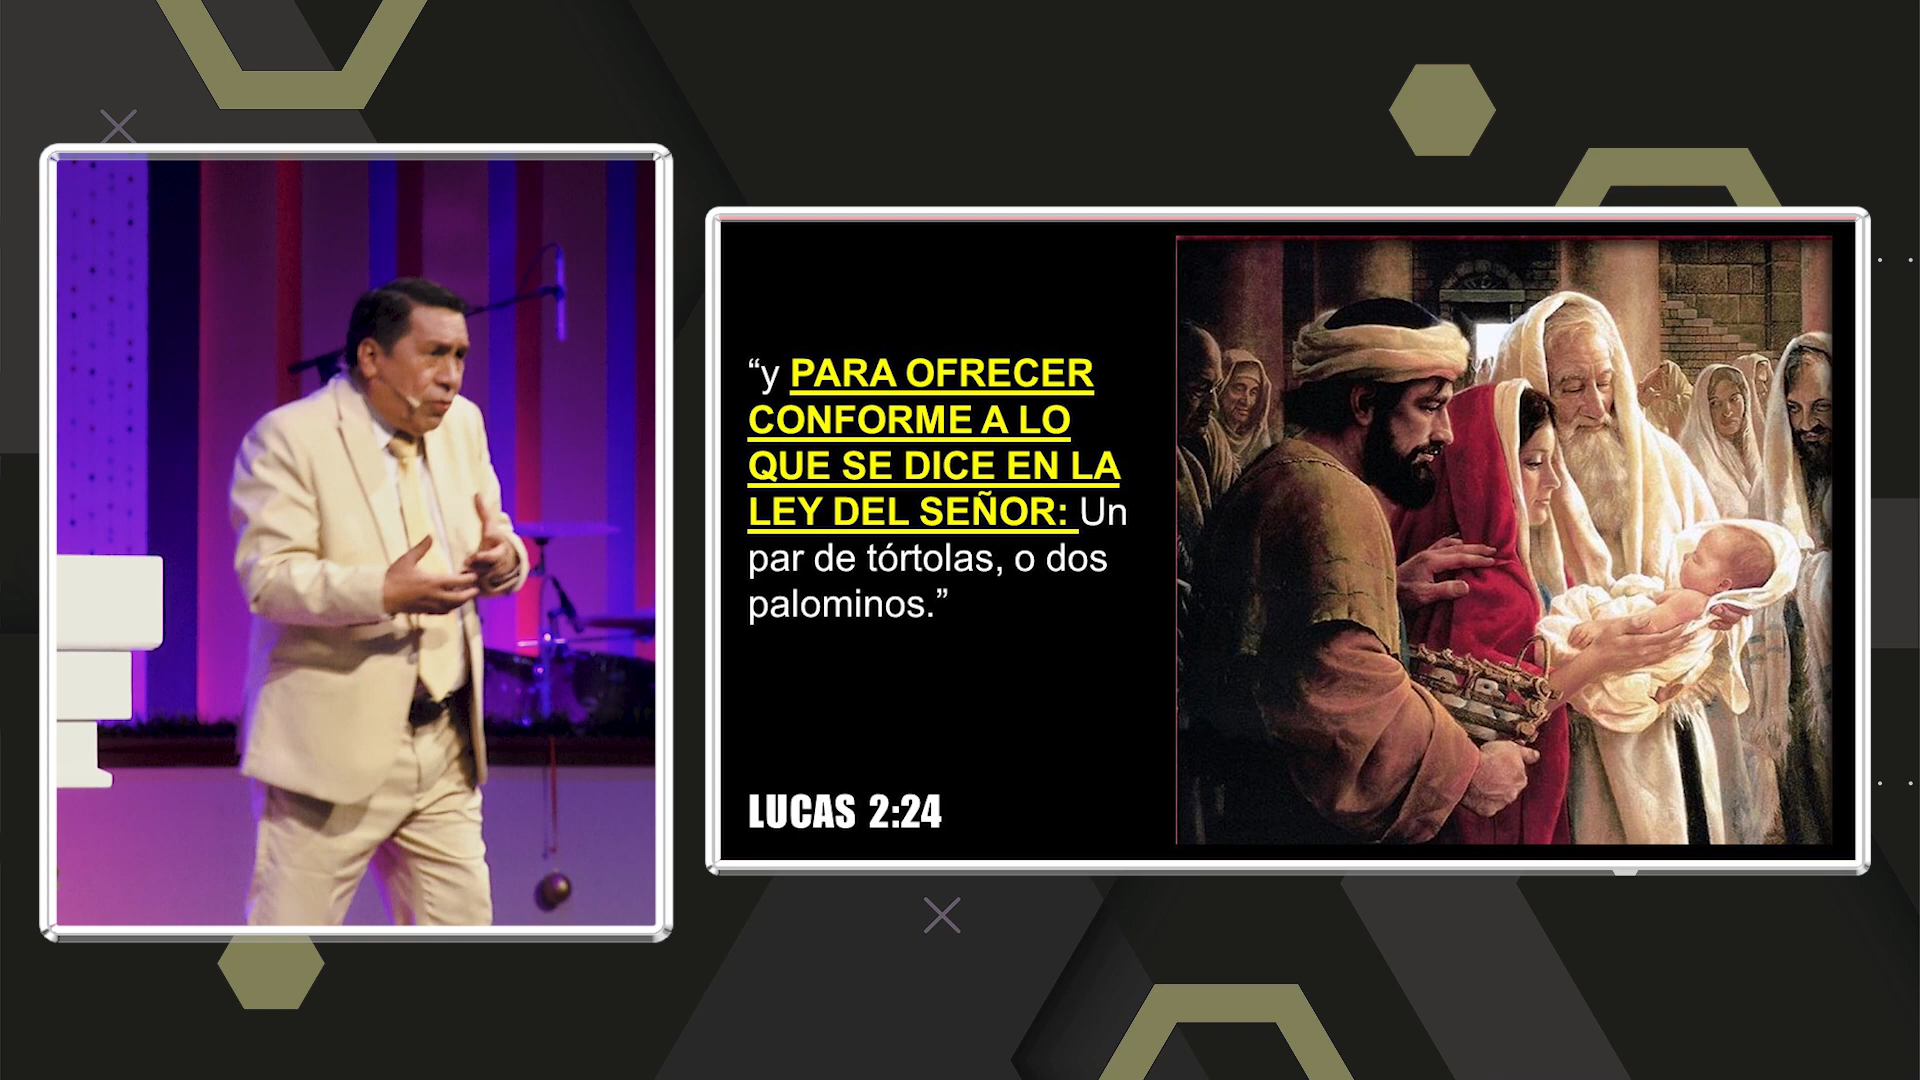 “y PARA OFRECER
CONFORME A LO
QUE SE DICE EN LA
LEY DEL SEÑOR: Un
par de tórtolas, o dos
palominos.”
LUCAS 2:24